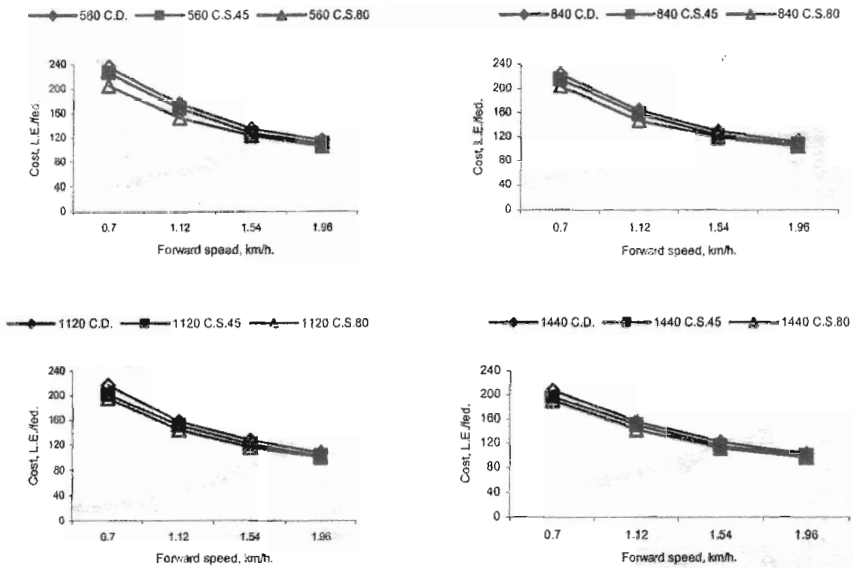 560 C.D. 560 C.S.45 560 C.S.80
240
200
160
120
80
40
0
Cost, L.E./fed.
0.7 1.12 1.54 1.96
Forward speed, km/h.
840 C.D. 840 C.S.45 840 C.S.80
240
200
160
120
80
40
0
Cost, L.E./fed.
0.7 1.12 1.54 1.96
Forward speed, km/h.
1120 C.D. 1120 C.S.45 1120 C.S.80
240
200
160
120
80
40
0
Cost, L.E./fed.
0.7 1.12 1.54 1.96
Forward speed, km/h.
1440 C.D. 1440 C.S.45 1440 C.S.80
240
200
160
120
80
40
0
Cost, L.E./fed.
0.7 1.12 1.54 1.96
Forward speed, km/h.